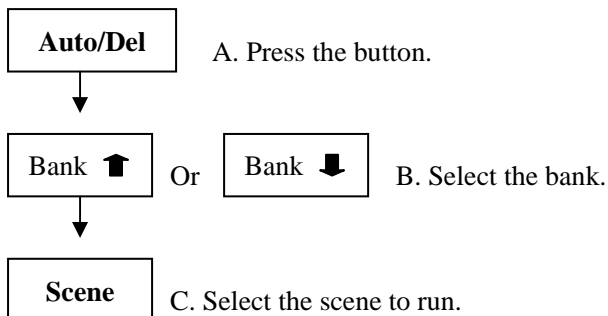 Auto/Del A. Press the button.
Bank ⬆ Or Bank ⬇ B. Select the bank.
Scene C. Select the scene to run.